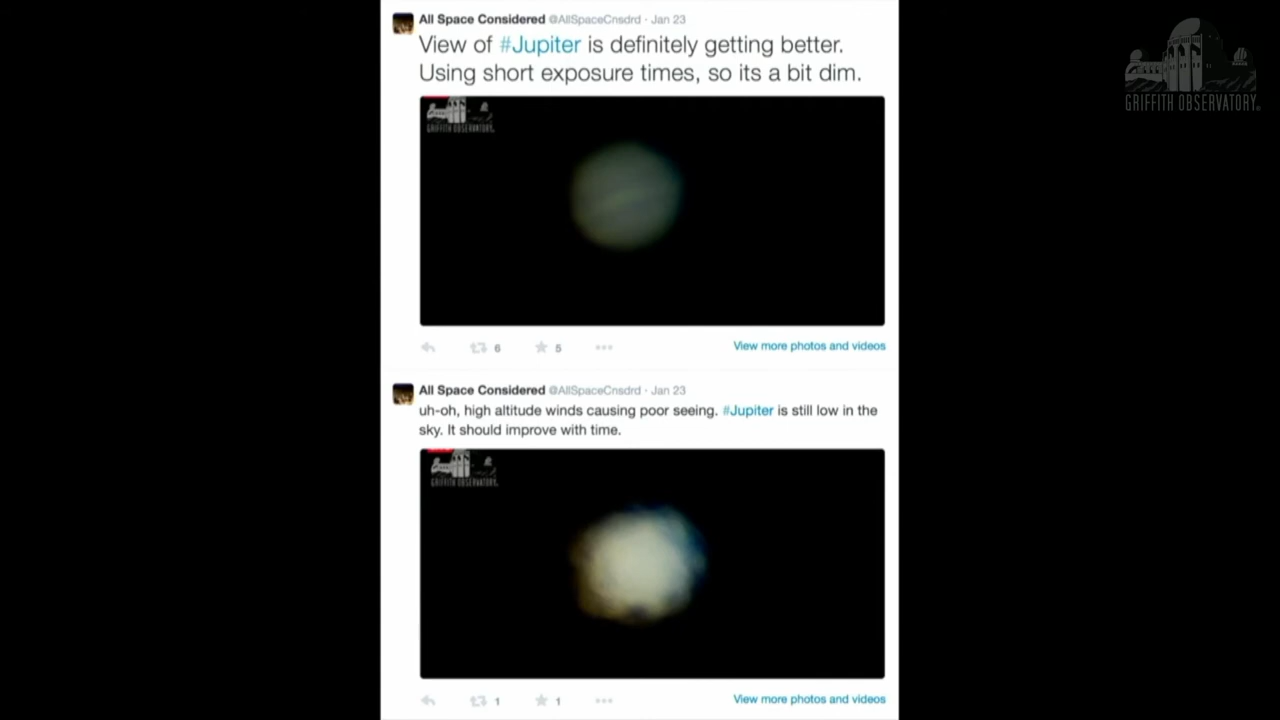 All Space Considered @AllSpaceCnsdrd · Jan 23
View of #Jupiter is definitely getting better.
Using short exposure times, so its a bit dim.
GRIFFITH OBSERVATORY
6
5
View more photos and videos
All Space Considered @AllSpaceCnsdrd · Jan 23
uh-oh, high altitude winds causing poor seeing. #Jupiter is still low in the
sky. It should improve with time.
GRIFFITH OBSERVATORY
1
1
View more photos and videos
GRIFFITH OBSERVATORY